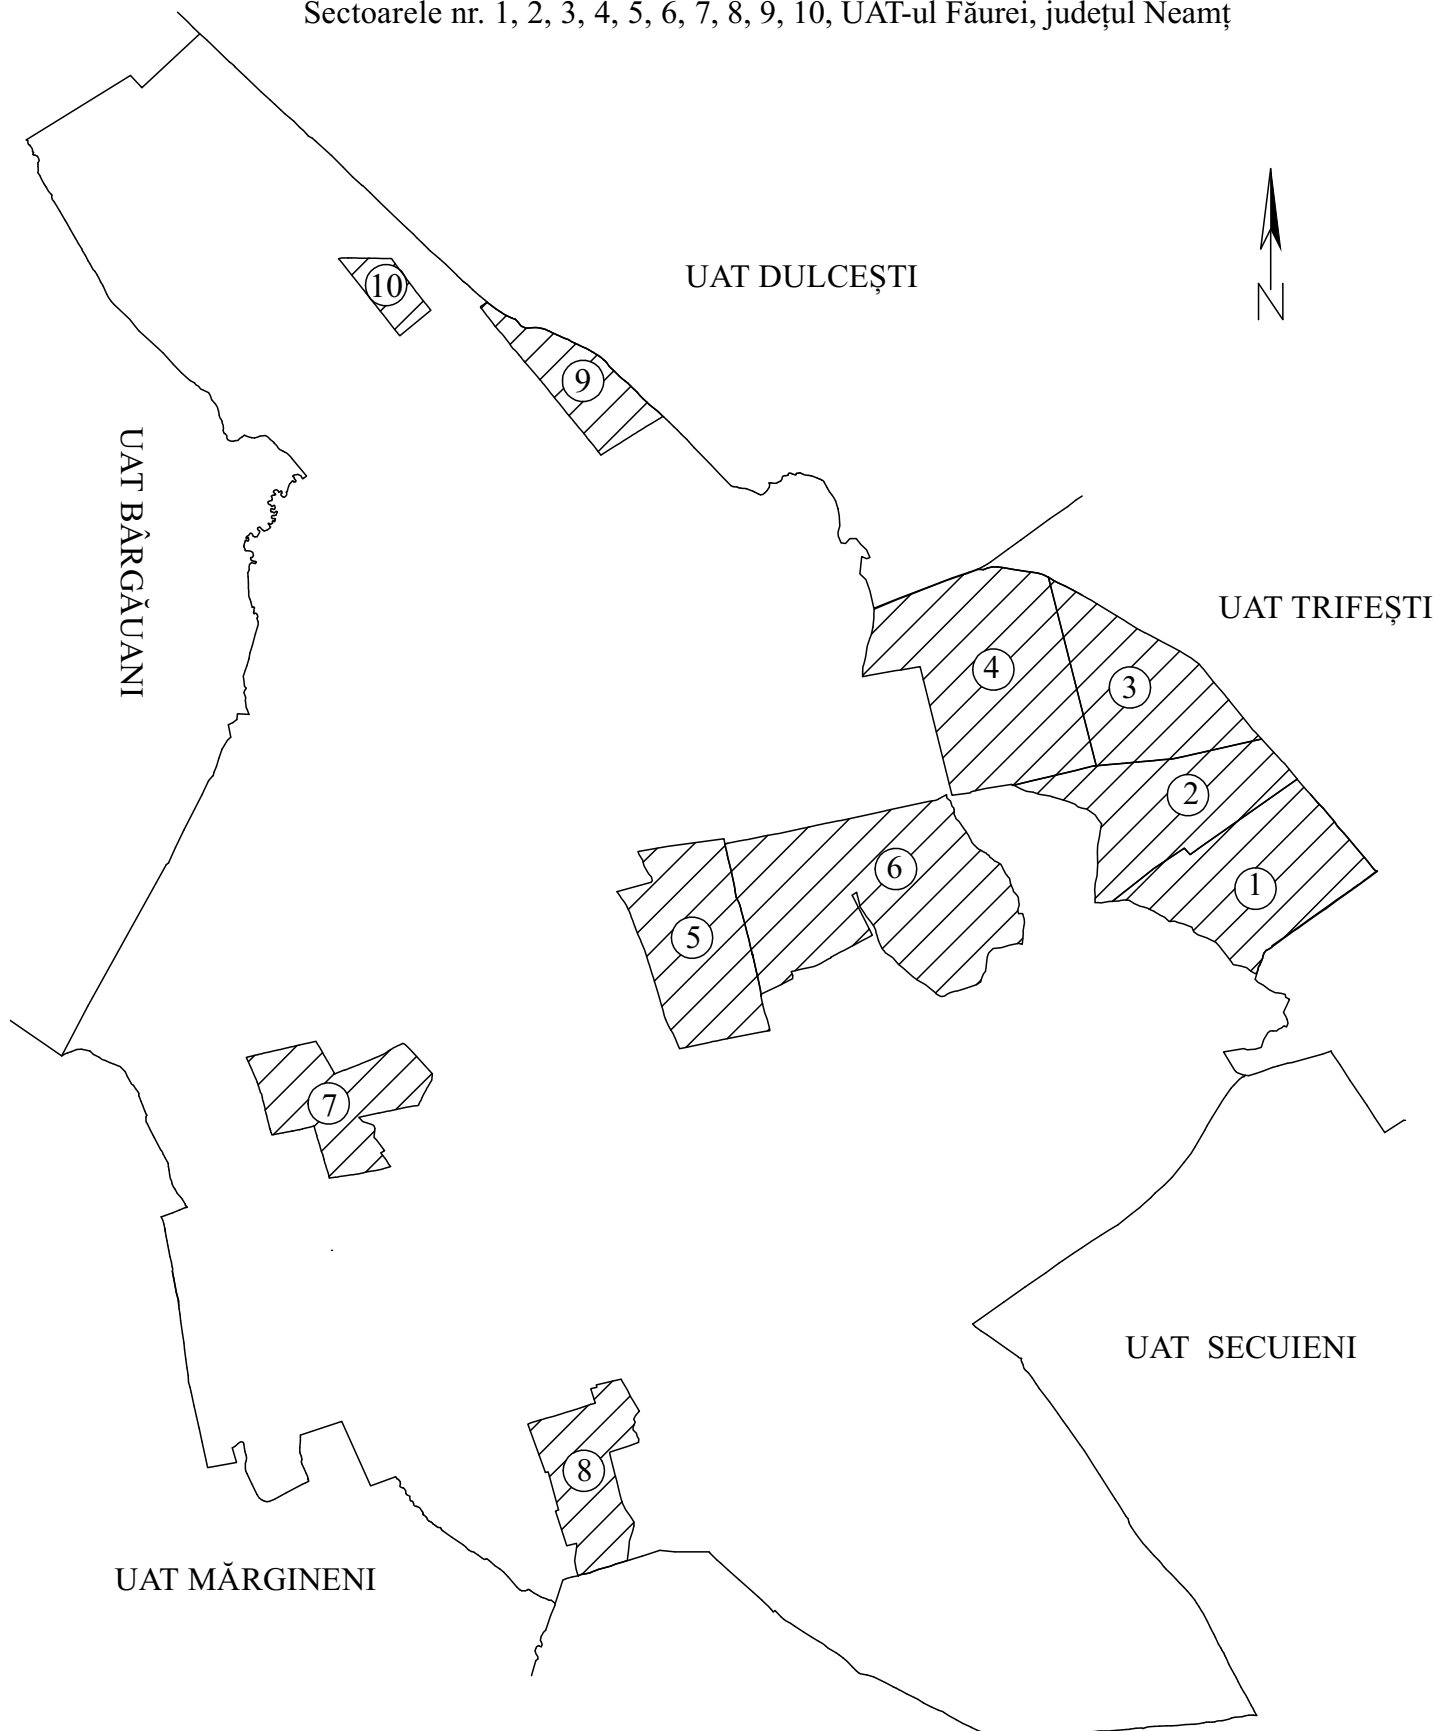 Sectoarele nr. 1, 2, 3, 4, 5, 6, 7, 8, 9, 10, UAT-ul Făurei, județul Neamț
N
UAT DULCEȘTI
10
9
UAT BÂRGĂUANI
UAT TRIFEȘTI
4
3
2
6
1
5
7
UAT SECUIENI
8
UAT MĂRGINENI